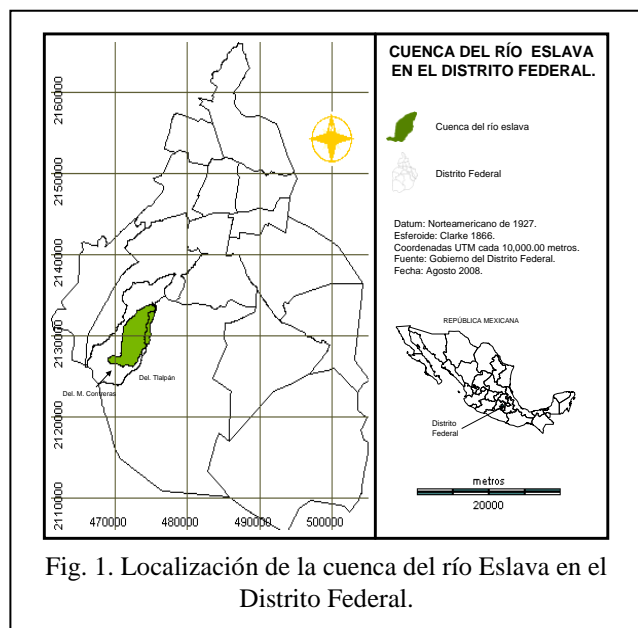 CUENCA DEL RÍO ESLAVA
EN EL DISTRITO FEDERAL.
Cuenca del río eslava
Distrito Federal
Datum: Norteamericano de 1927.
Esferoide: Clarke 1866.
Coordenadas UTM cada 10,000.00 metros.
Fuente: Gobierno del Distrito Federal.
Fecha: Agosto 2008.
REPÚBLICA MEXICANA
Distrito
Federal
metros
20000
2160000
2150000
2140000
2130000
2120000
2110000
470000
480000
490000
500000
Del. Tlalpán
Del. M. Contreras
Fig. 1. Localización de la cuenca del río Eslava en el
Distrito Federal.